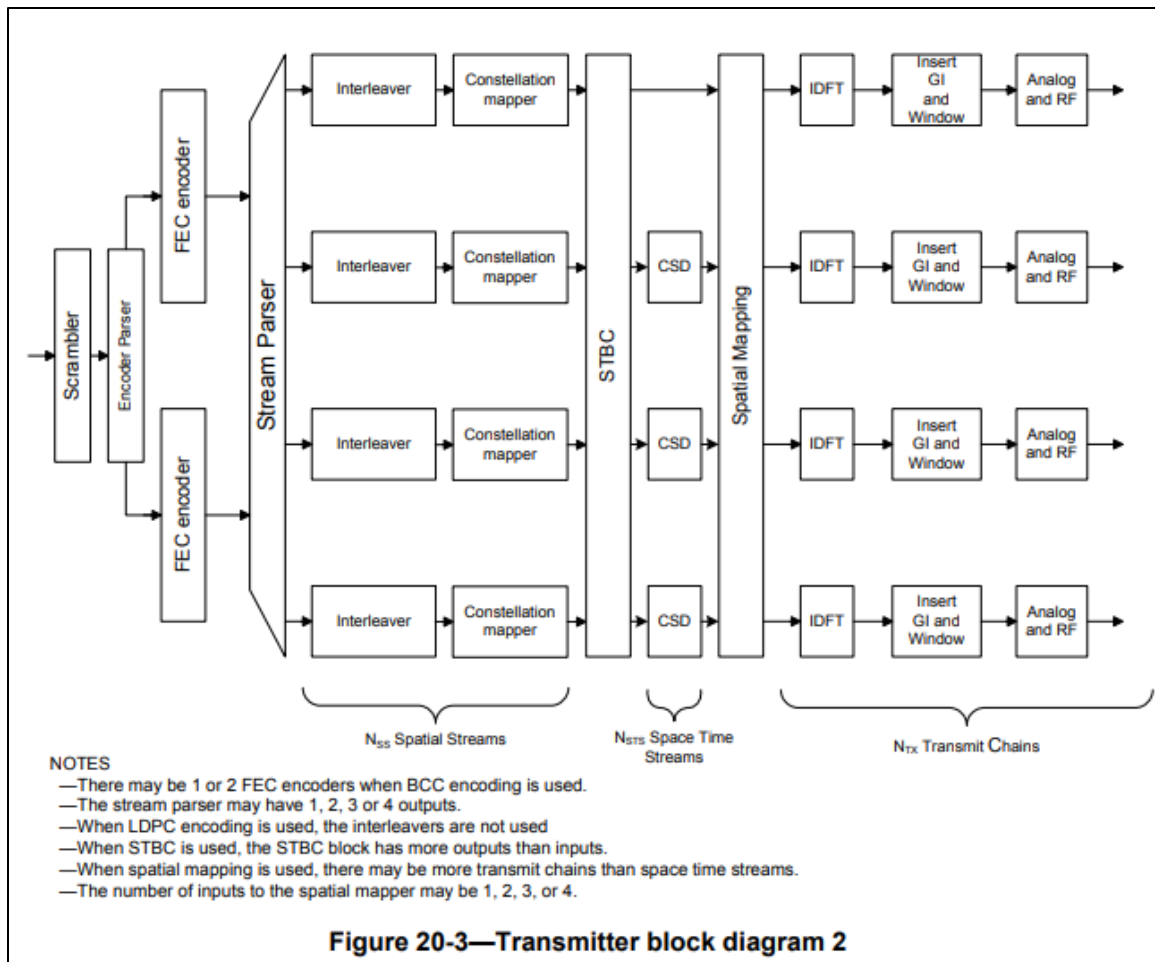 Scrambler
Encoder Parser
FEC encoder
FEC encoder
Stream Parser
Interleaver
Constellation
mapper
Interleaver
Constellation
mapper
Interleaver
Constellation
mapper
Interleaver
Constellation
mapper
STBC
CSD
CSD
CSD
Spatial Mapping
IDFT
Insert
GI
and
Window
Analog
and RF
IDFT
Insert
GI and
Window
Analog
and RF
IDFT
Insert
GI and
Window
Analog
and RF
IDFT
Insert
GI and
Window
Analog
and RF
NSS Spatial Streams
NSTS Space Time
Streams
NTX Transmit Chains
NOTES
—There may be 1 or 2 FEC encoders when BCC encoding is used.
—The stream parser may have 1, 2, 3 or 4 outputs.
—When LDPC encoding is used, the interleavers are not used
—When STBC is used, the STBC block has more outputs than inputs.
—When spatial mapping is used, there may be more transmit chains than space time streams.
—The number of inputs to the spatial mapper may be 1, 2, 3, or 4.
Figure 20-3—Transmitter block diagram 2